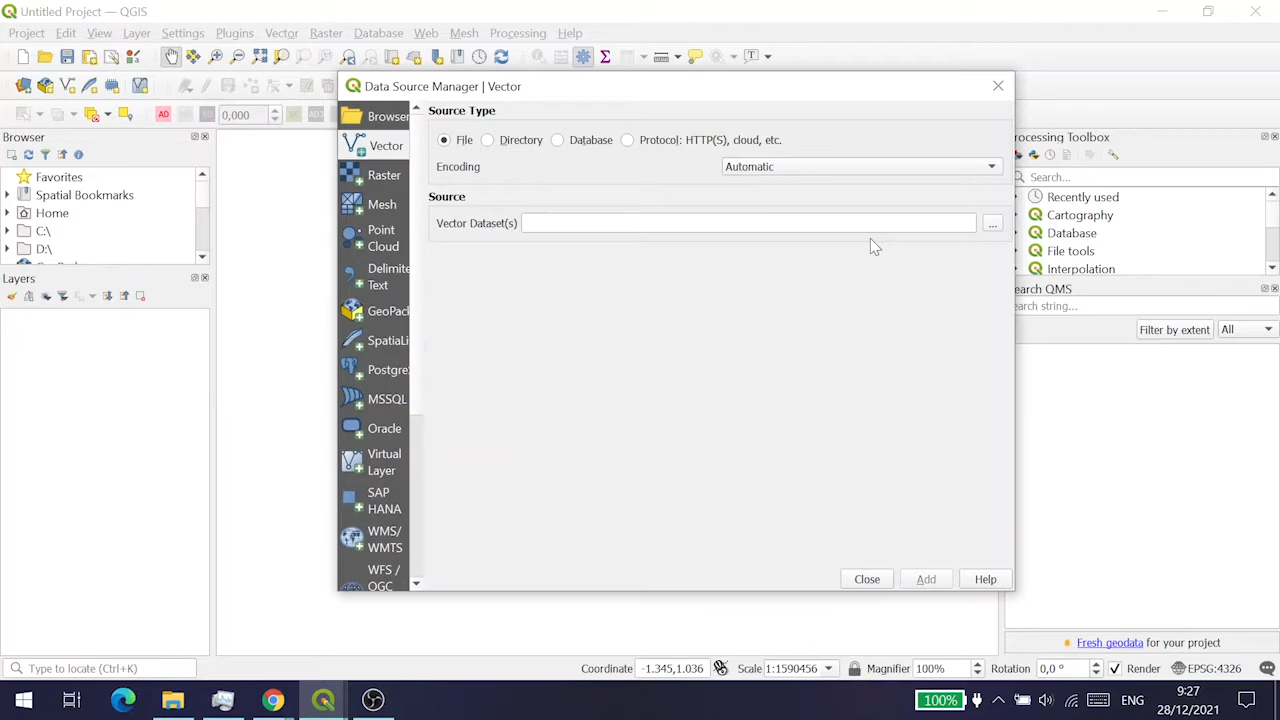 Untitled Project — QGIS
Project Edit View Layer Settings Plugins Vector Raster Database Web Mesh Processing Help
0,000
Browser
Favorites
Spatial Bookmarks
Home
C:\
D:\
Layers
Data Source Manager | Vector
Browser
Vector
Raster
Mesh
Point
Cloud
Delimite
Text
GeoPack
SpatiaLi
Postgre
MSSQL
Oracle
Virtual
Layer
SAP
HANA
WMS/
WMTS
WFS /
OGC
Source Type
File Directory Database Protocol: HTTP(S), cloud, etc.
Encoding Automatic
Source
Vector Dataset(s) ...
Close Add Help
rocessing Toolbox
Search...
Recently used
Cartography
Database
File tools
Interpolation
earch QMS
earch string...
Filter by extent All
Fresh geodata for your project
Type to locate (Ctrl+K) Coordinate -1.345,1.036 Scale 1:1590456 Magnifier 100% Rotation 0,0 ° Render EPSG:4326
100% ENG 9:27
28/12/2021